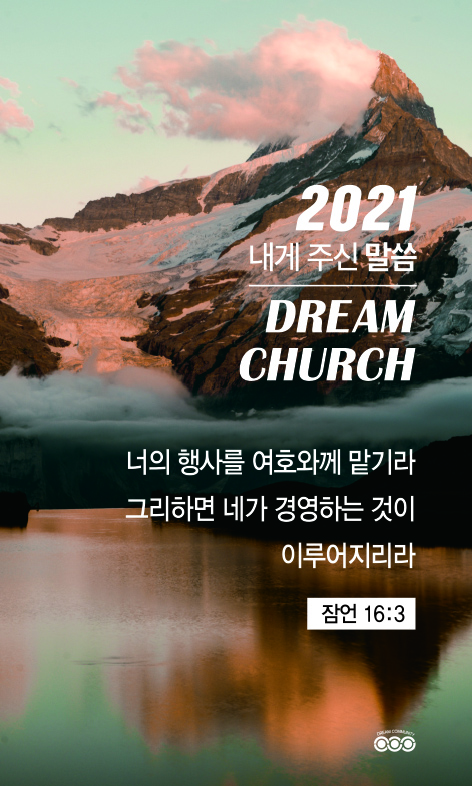 2021
내게 주신 말씀
DREAM
CHURCH
너의 행사를 여호와께 맡기라
그리하면 네가 경영하는 것이
이루어지리라
잠언 16:3
DREAM COMMUNITY